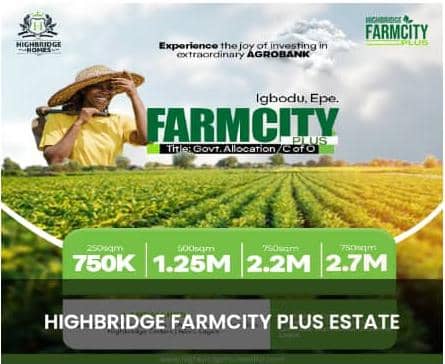 HIGHBRIDGE
HOMES
HIGHBRIDGE
FARMCITY
PLUS
Experience the joy of investing in
extraordinary AGROBANK
Igbodu, Epe.
FARMCITY
PLUS
Title: Govt. Allocation /C of O
250sqm
750K
500sqm
1.25M
750sqm
2.2M
750sqm
2.7M
HIGHBRIDGE FARMCITY PLUS ESTATE